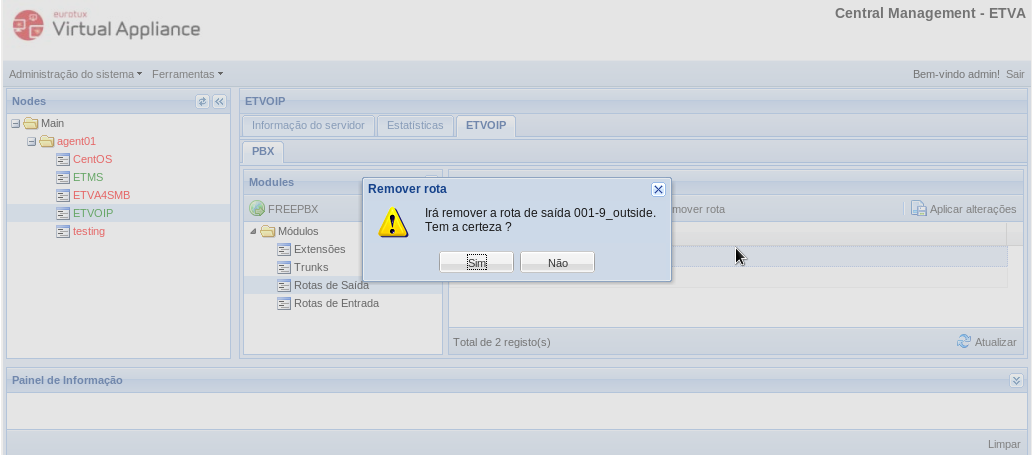 eurotux
Virtual Appliance
Central Management - ETVA
Administração do sistema
Ferramentas
Bem-vindo admin! Sair
Nodes
Main
agent01
CentOS
ETMS
ETVA4SMB
ETVOIP
testing
ETVOIP
Informação do servidor
Estatísticas
ETVOIP
PBX
Modules
FREEPBX
Módulos
Extensões
Trunks
Rotas de Saída
Rotas de Entrada
mover rota
Aplicar alterações
Remover rota
Irá remover a rota de saída 001-9_outside.
Tem a certeza ?
Sim
Não
Total de 2 registo(s)
Atualizar
Painel de Informação
Limpar